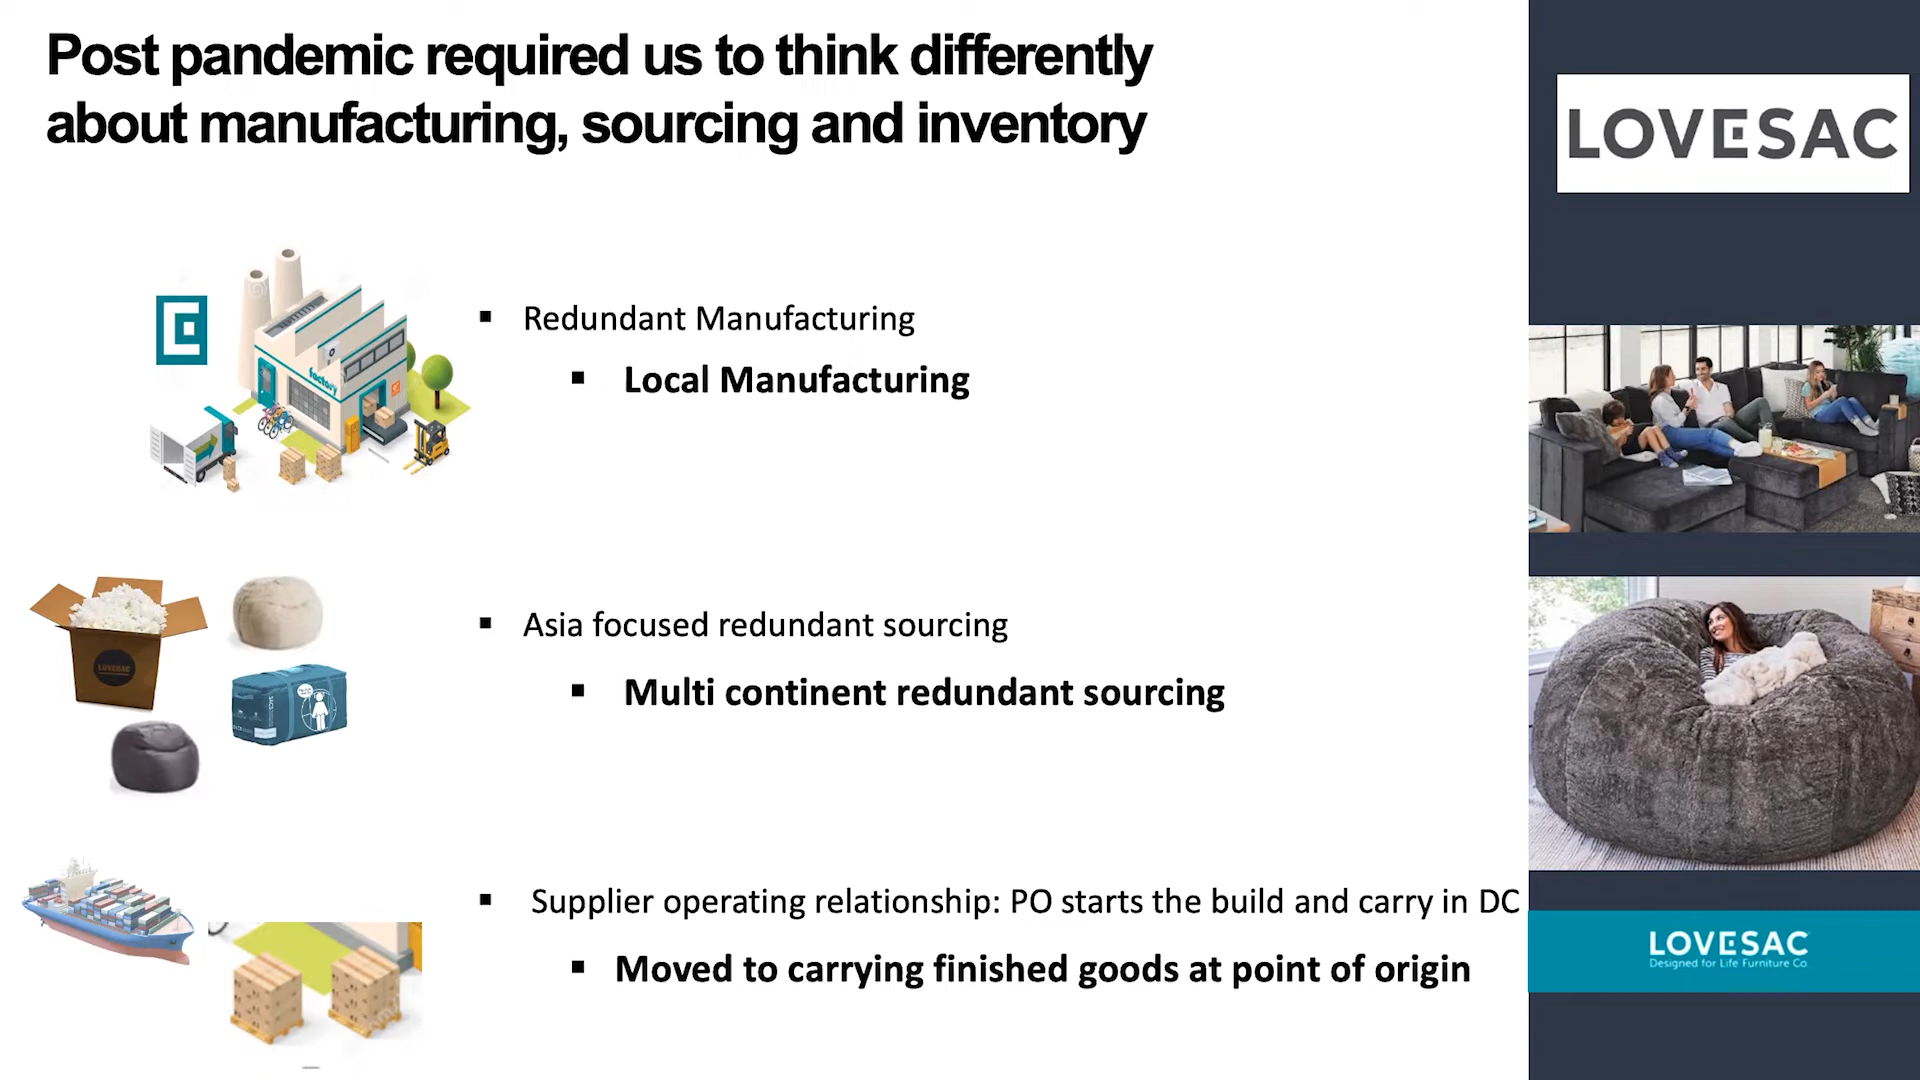 Post pandemic required us to think differently
about manufacturing, sourcing and inventory
LOVESAC
factory
▪ Redundant Manufacturing
▪ Local Manufacturing
LOVESAC
▪ Asia focused redundant sourcing
▪ Multi continent redundant sourcing
▪ Supplier operating relationship: PO starts the build and carry in DC
▪ Moved to carrying finished goods at point of origin
LOVESAC
Designed for Life Furniture Co